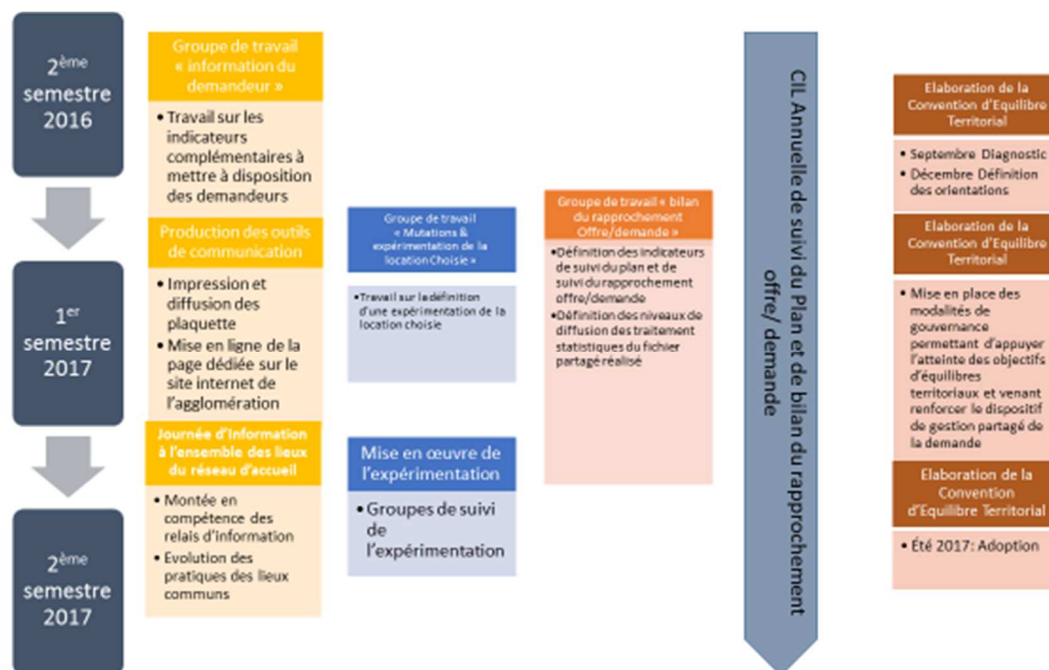 2ème
semestre
2016
1er
semestre
2017
2ème
semestre
2017
Groupe de travail
« information du
demandeur »
• Travail sur les
indicateurs
complémentaires à
mettre à disposition
des demandeurs
Production des outils
de communication
• Impression et
diffusion des
plaquette
• Mise en ligne de la
page dédiée sur le
site internet de
l'agglomération
Journée d'information
à l'ensemble des lieux
du réseau d'accueil
• Montée en
compétence des
relais d'information
• Evolution des
pratiques des lieux
communs
Groupe de travail
« Mutations &
expérimentation de la
location Choisie »
• Travail sur la définition
d'une expérimentation de la
location choisie
Mise en œuvre de
l'expérimentation
• Groupes de suivi
de
l'expérimentation
Groupe de travail « bilan
du rapprochement
Offre/demande »
•Définition des indicateurs
de suivi du plan et de
suivi du rapprochement
offre/demande
•Définition des niveaux de
diffusion des traitement
statistiques du fichier
partagé réalisé
CIL Annuelle de suivi du Plan et de bilan du rapprochement
offre/ demande
Elaboration de la
Convention d'Equilibre
Territorial
• Septembre Diagnostic
• Décembre Définition
des orientations
Elaboration de la
Convention d'Equilibre
Territorial
• Mise en place des
modalités de
gouvernance
permettant d'appuyer
l'atteinte des objectifs
d'équilibres
territoriaux et venant
renforcer le dispositif
de gestion partagé de
la demande
Elaboration de la
Convention
d'Equilibre Territorial
• Été 2017: Adoption